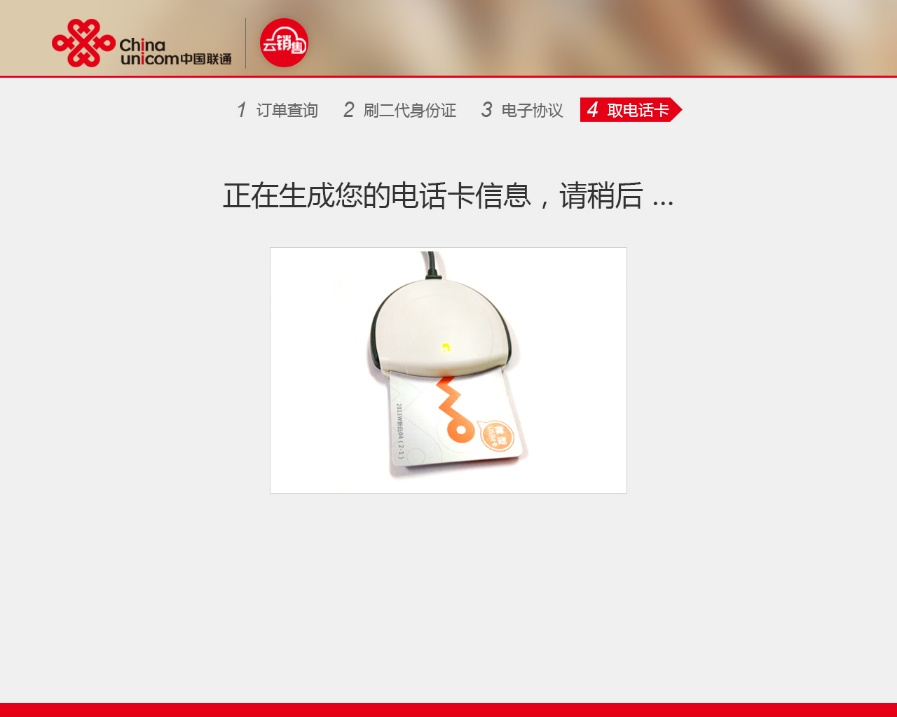 China
unicom中国联通
云销售
1 订单查询 2 刷二代身份证 3 电子协议 4 取电话卡
正在生成您的电话卡信息，请稍后 ...